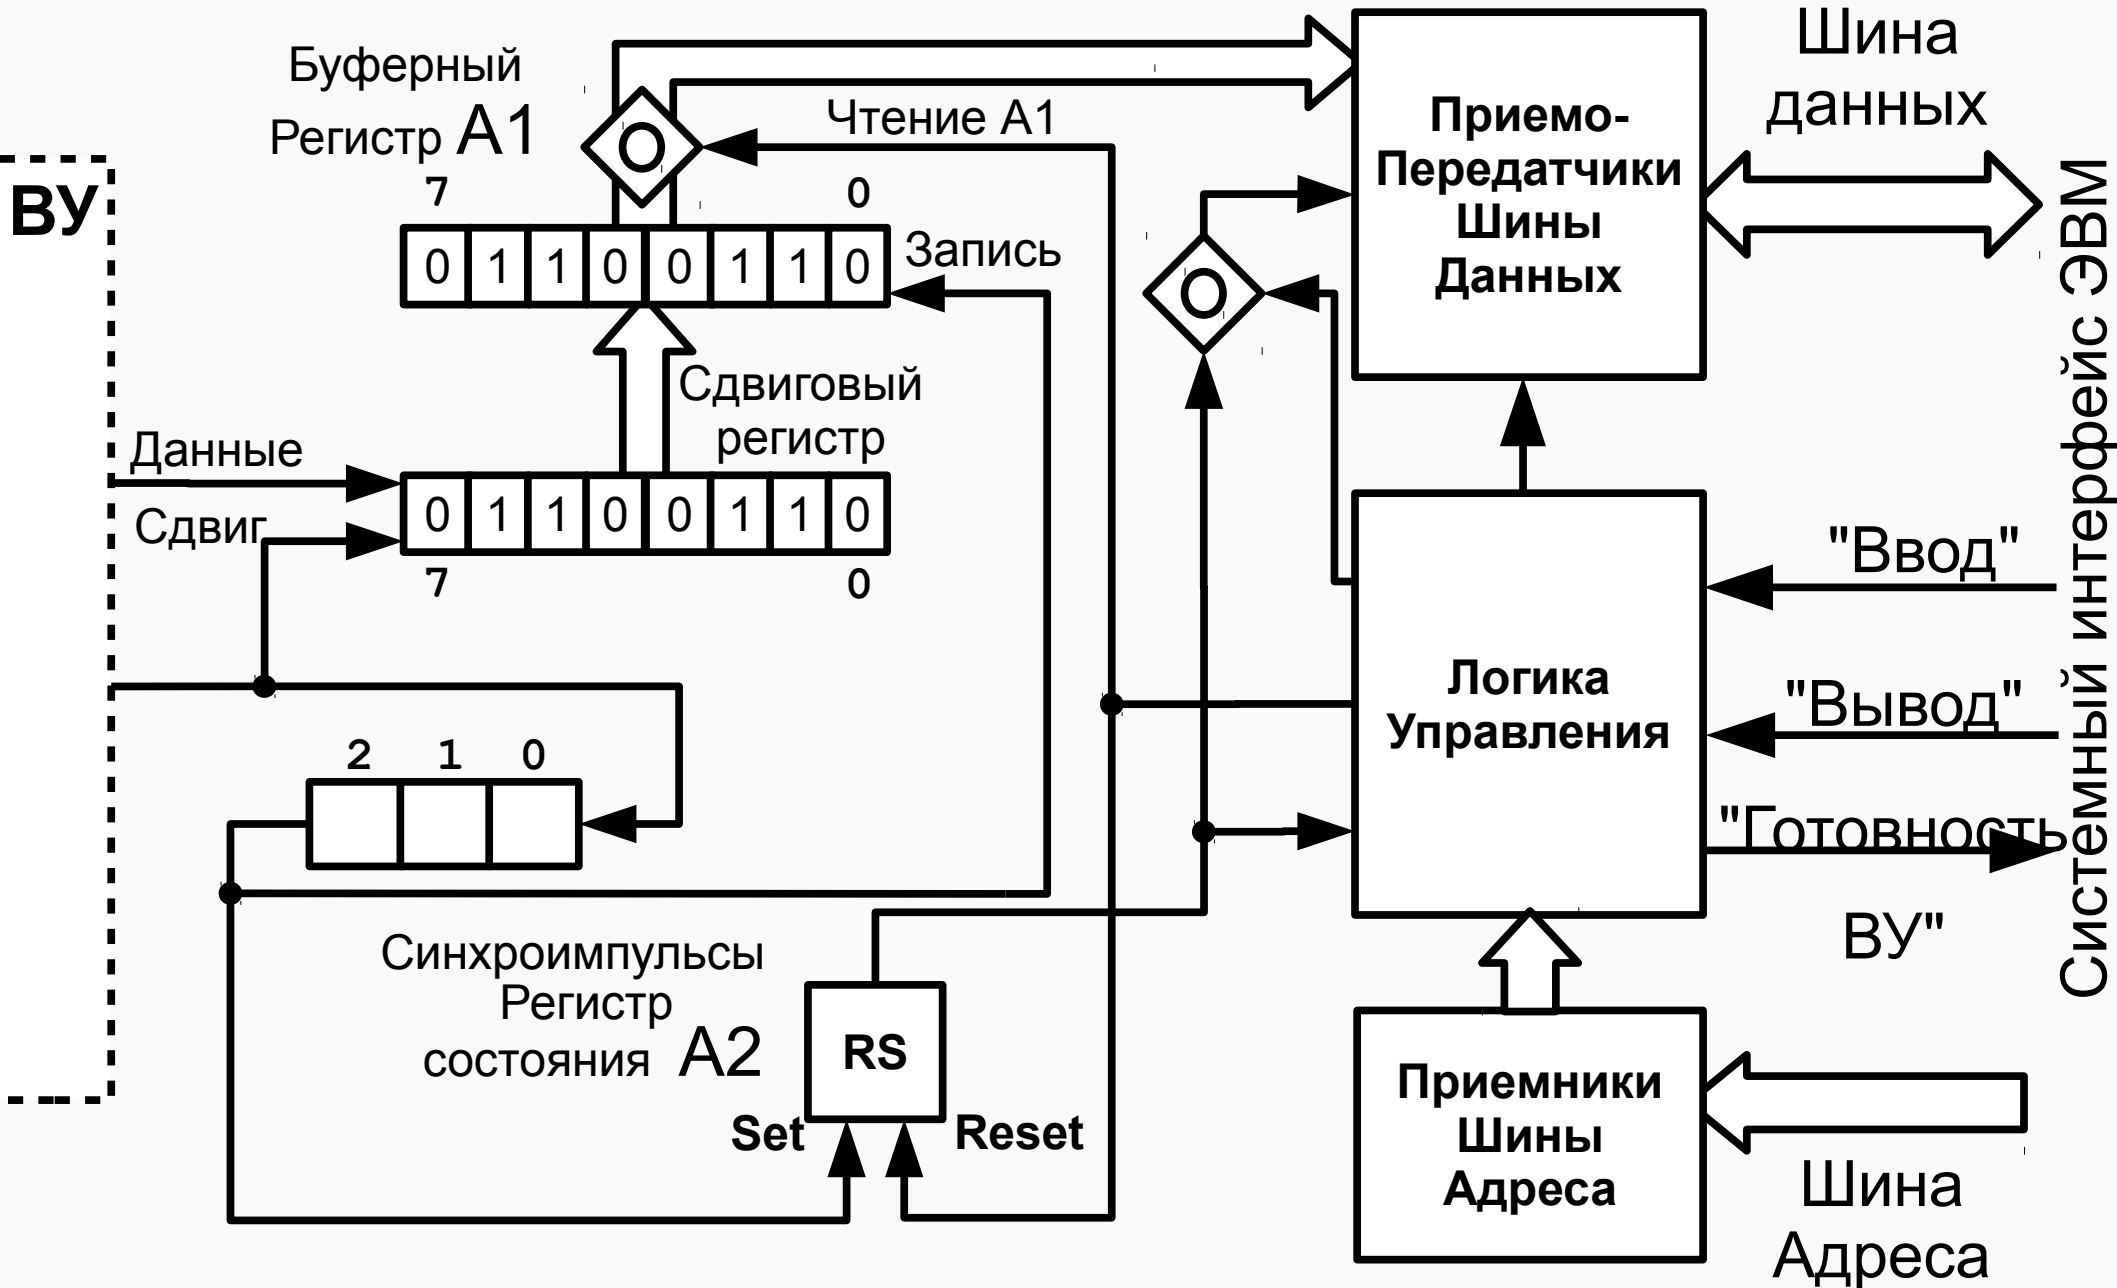 Буферный
Регистр А1
7 0
0 1 1 0 0 1 1 0
Чтение А1
Запись
ВУ
Сдвиговый
регистр
Данные
Сдвиг
0 1 1 0 0 1 1 0
7 0
2 1 0
Синхроимпульсы
Регистр
состояния А2
RS
Set
Reset
Приемо-
Передатчики
Шины
Данных
Логика
Управления
Приемники
Шины
Адреса
Шина
данных
"Ввод"
"Вывод"
"Готовность
ВУ"
Шина
Адреса
Системный интерфейс ЭВМ